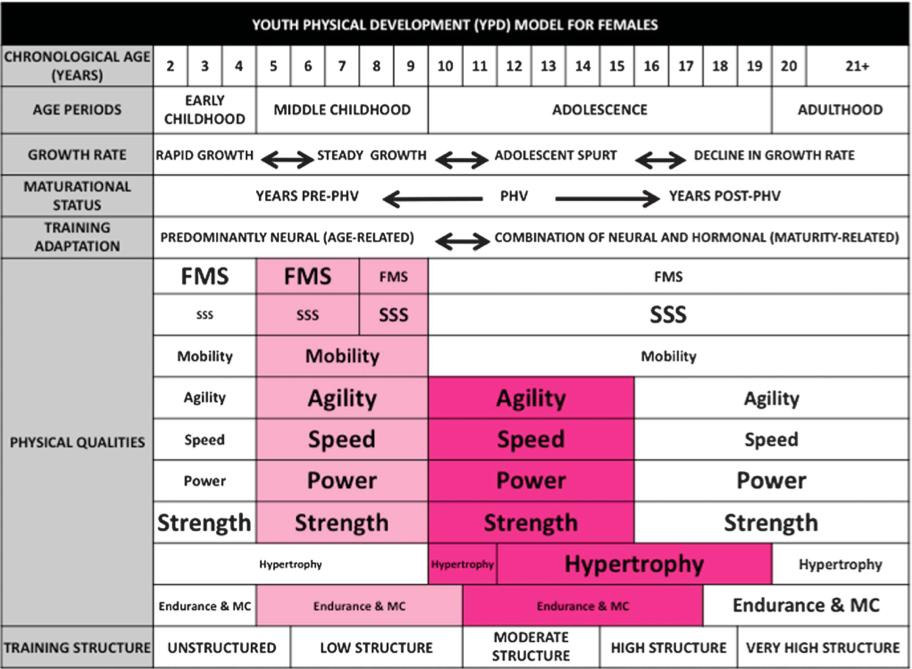 YOUTH PHYSICAL DEVELOPMENT (YPD) MODEL FOR FEMALES
CHRONOLOGICAL AGE (YEARS) 2 3 4 5 6 7 8 9 10 11 12 13 14 15 16 17 18 19 20 21+
AGE PERIODS EARLY CHILDHOOD MIDDLE CHILDHOOD ADOLESCENCE ADULTHOOD
GROWTH RATE RAPID GROWTH STEADY GROWTH ADOLESCENT SPURT DECLINE IN GROWTH RATE
MATURATIONAL STATUS YEARS PRE-PHV PHV YEARS POST-PHV
TRAINING ADAPTATION PREDOMINANTLY NEURAL (AGE-RELATED) COMBINATION OF NEURAL AND HORMONAL (MATURITY-RELATED)
PHYSICAL QUALITIES
FMS FMS FMS FMS
SSS SSS SSS SSS
Mobility Mobility Mobility
Agility Agility Agility Agility
Speed Speed Speed Speed
Power Power Power Power
Strength Strength Strength Strength
Hypertrophy Hypertrophy Hypertrophy Hypertrophy
Endurance & MC Endurance & MC Endurance & MC Endurance & MC
TRAINING STRUCTURE UNSTRUCTURED LOW STRUCTURE MODERATE STRUCTURE HIGH STRUCTURE VERY HIGH STRUCTURE